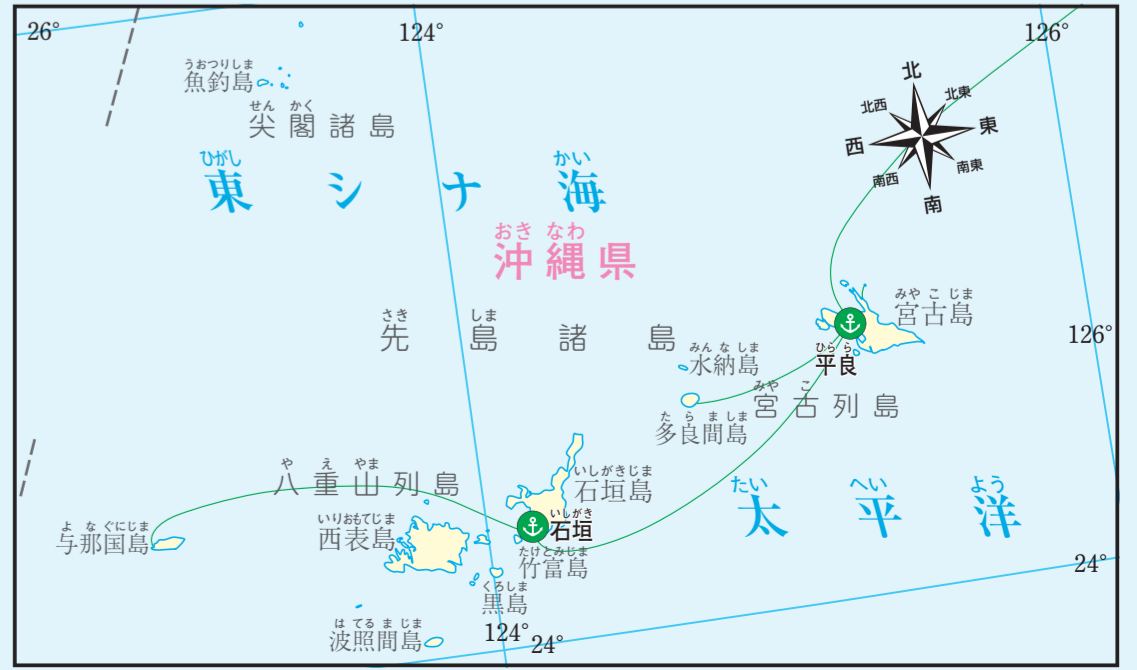 26°
124°
126°
うおつりしま
魚釣島
せん かく
尖閣諸島
北
北東
東
南東
南
南西
西
北西
ひがし かい
東シナ海
おき なわ
沖縄県
さき しま
先島諸島
みや こ じま
宮古島
ひら ら
平良
126°
みん な しま
水納島
みや こ
宮古列島
た ら ま しま
多良間島
や え やま
八重山列島
いしがきじま
石垣島
たい へい よう
太平洋
よ な ぐにじま
与那国島
いりおもてじま
西表島
いしがき
石垣
たけとみじま
竹富島
くろしま
黒島
24°
は てる ま じま
波照間島
124°
24°